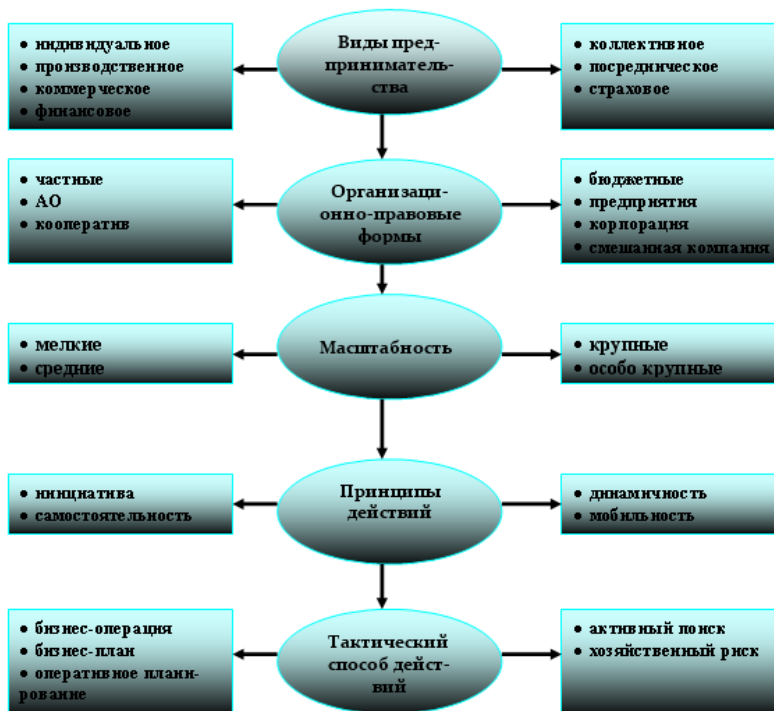 • индивидуальное
• производственное
• коммерческое
• финансовое
Виды пред-
приниматель-
ства
• коллективное
• посредническое
• страховое
• частные
• АО
• кооператив
Организаци-
онно-правовые
формы
• бюджетные
• предприятия
• корпорация
• смешанная компания
• мелкие
• средние
Масштабность
• крупные
• особо крупные
• инициатива
• самостоятельность
Принципы
действий
• динамичность
• мобильность
• бизнес-операция
• бизнес-план
• оперативное плани-
рование
Тактический
способ дейст-
вий
• активный поиск
• хозяйственный риск